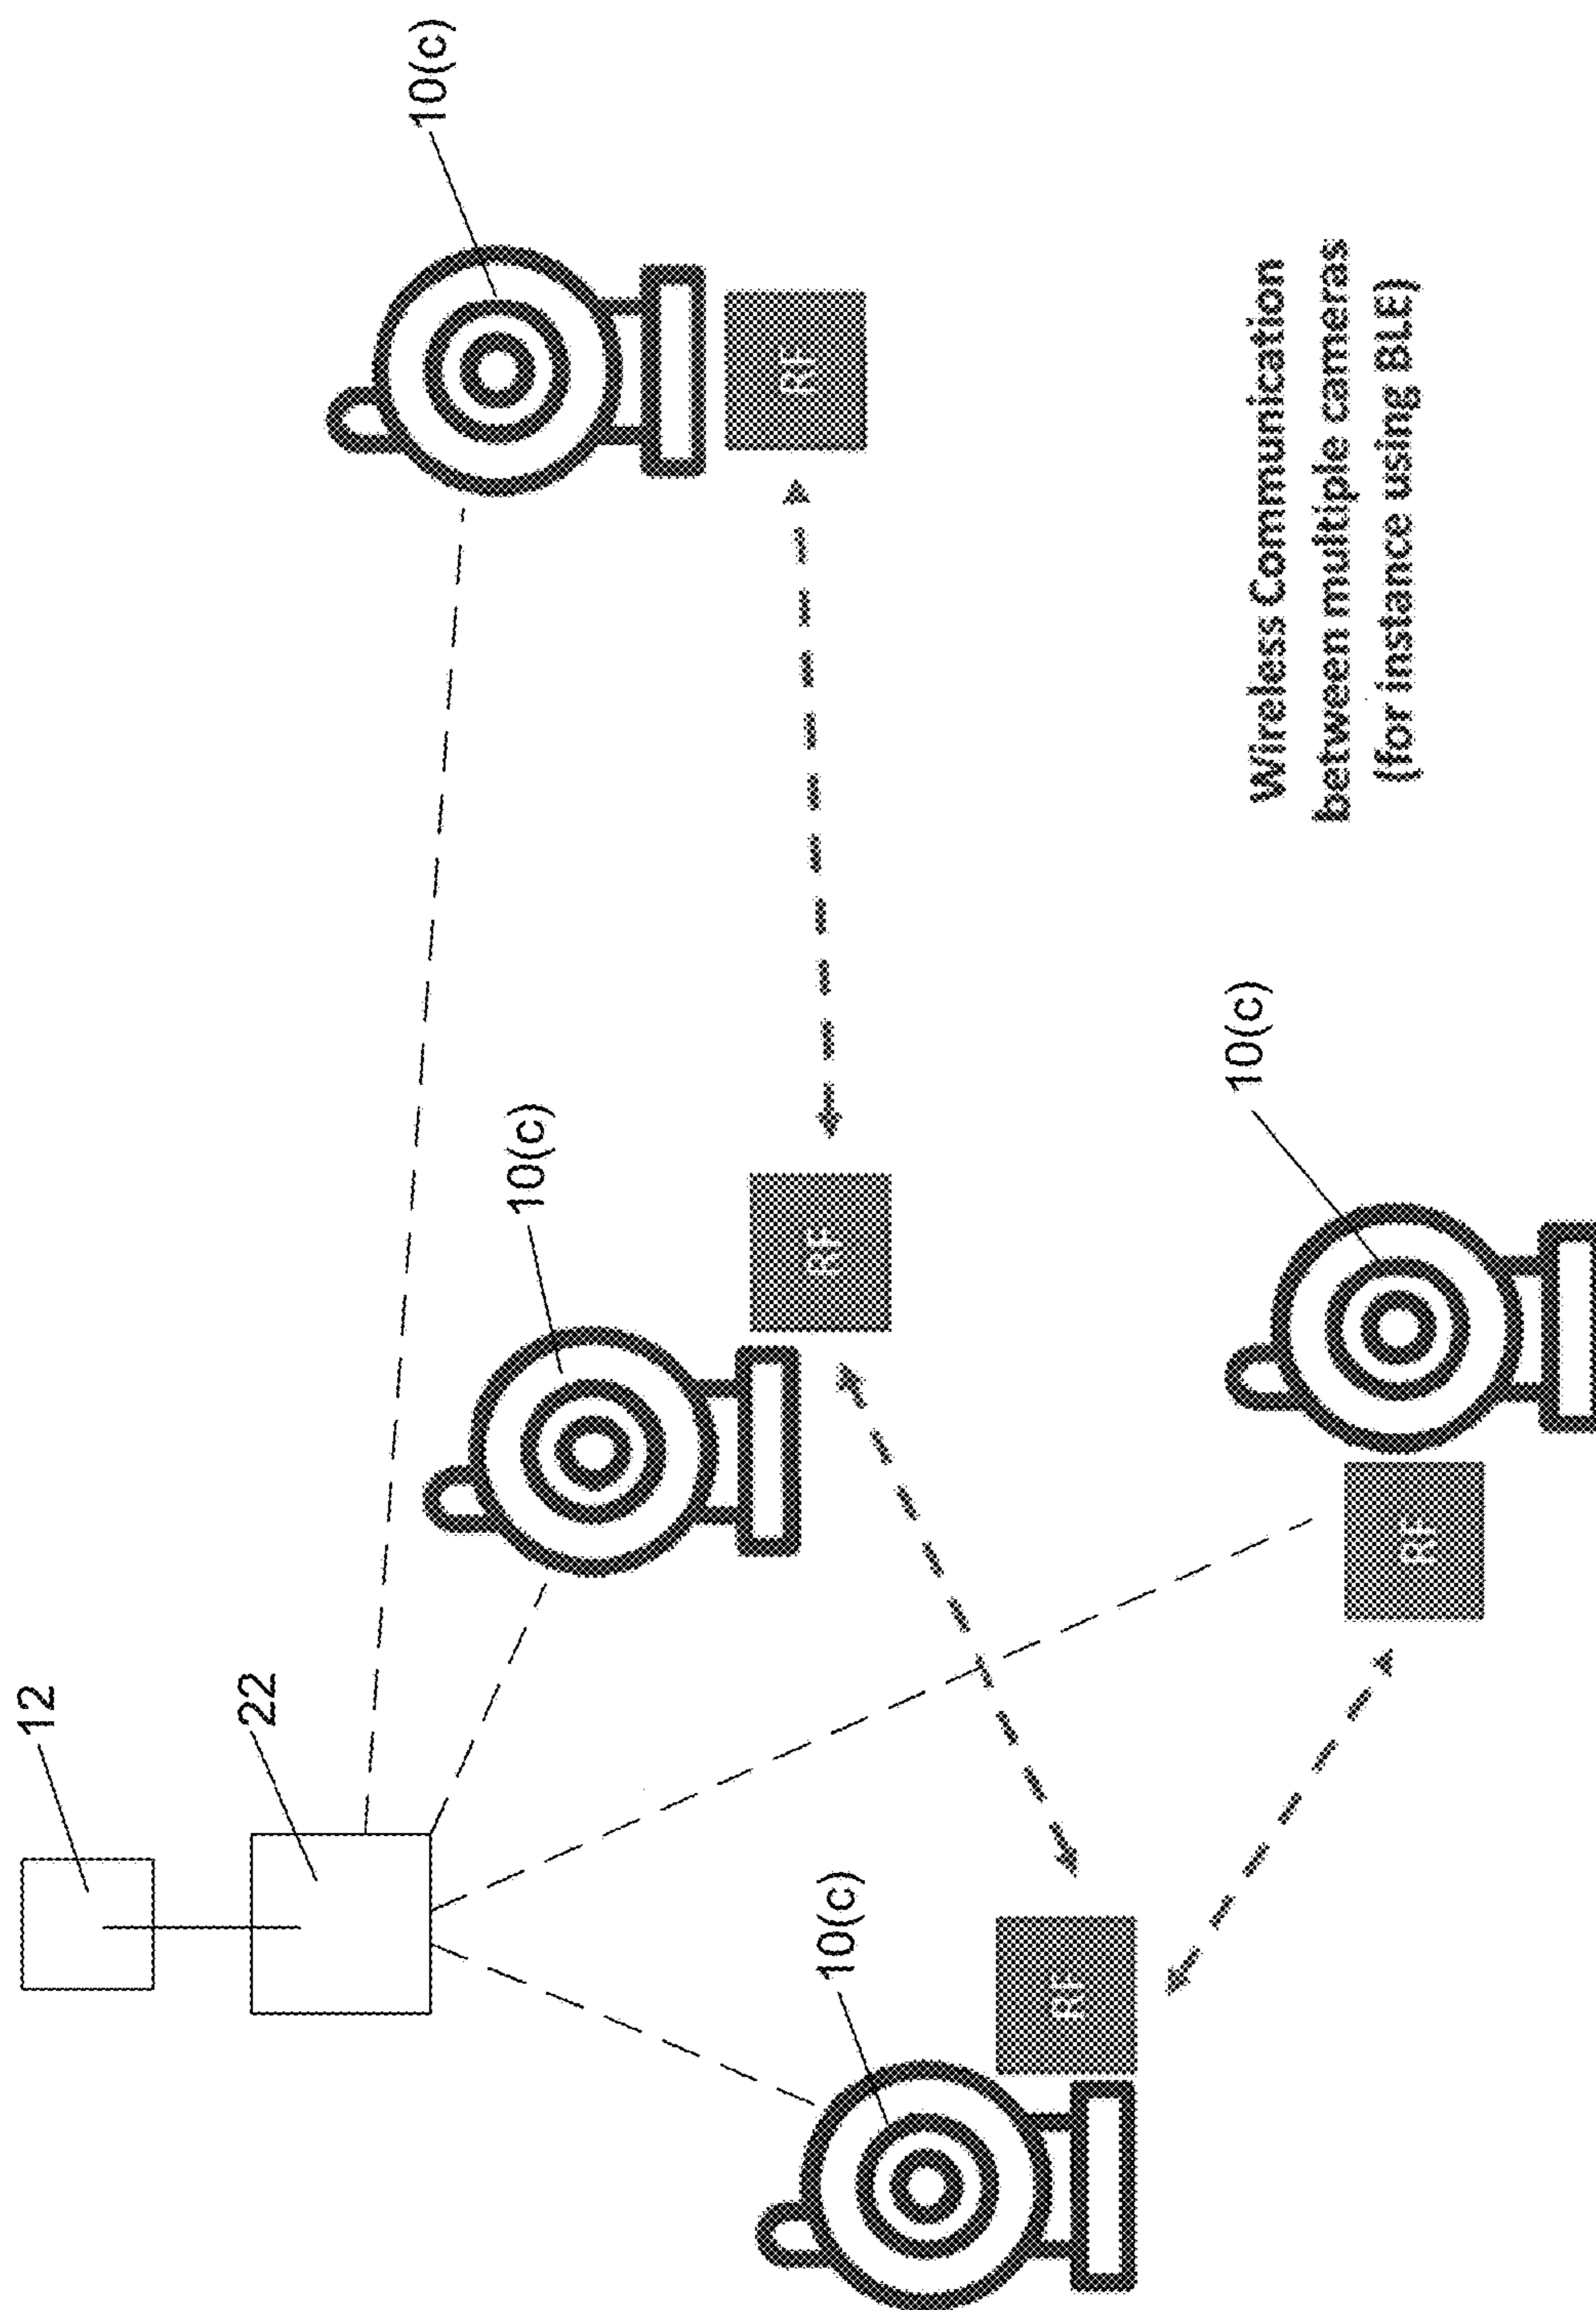 12
22
10(c)
10(c)
RF
RF
10(c)
RF
10(c)
RF
Wireless Communication
between multiple cameras
(for instance using BLE)